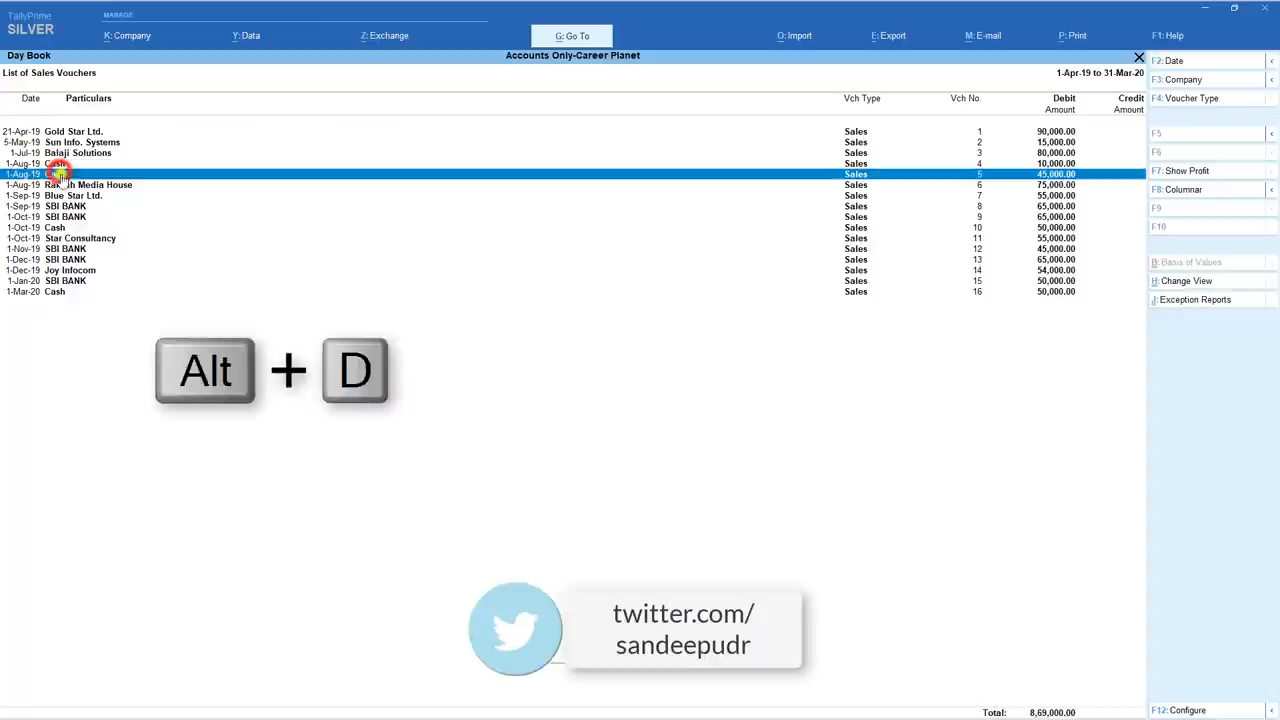 TallyPrime
MANAGE
SILVER
K: Company Y: Data Z: Exchange G: Go To O: Import E: Export M: E-mail P: Print F1: Help
Day Book Accounts Only-Career Planet
List of Sales Vouchers 1-Apr-19 to 31-Mar-20
Date Particulars Vch Type Vch No. Debit Credit
Amount Amount
21-Apr-19 Gold Star Ltd. Sales 1 90,000.00
5-May-19 Sun Info. Systems Sales 2 15,000.00
1-Jul-19 Balaji Solutions Sales 3 80,000.00
1-Aug-19 Cash Sales 4 10,000.00
1-Aug-19 Sales 5 45,000.00
1-Aug-19 Media House Sales 6 75,000.00
1-Sep-19 Blue Star Ltd. Sales 7 55,000.00
1-Sep-19 SBI BANK Sales 8 65,000.00
1-Oct-19 SBI BANK Sales 9 65,000.00
1-Oct-19 Cash Sales 10 50,000.00
1-Oct-19 Star Consultancy Sales 11 55,000.00
1-Nov-19 SBI BANK Sales 12 45,000.00
1-Dec-19 SBI BANK Sales 13 65,000.00
1-Dec-19 Joy Infocom Sales 14 54,000.00
1-Jan-20 SBI BANK Sales 15 50,000.00
1-Mar-20 Cash Sales 16 50,000.00
Alt + D
twitter.com/
sandeepudr
Total: 8,69,000.00
F2: Date
F3: Company
F4: Voucher Type
F5
F6
F7: Show Profit
F8: Columnar
F9
F10
B: Basis of Values
H: Change View
J: Exception Reports
F12: Configure